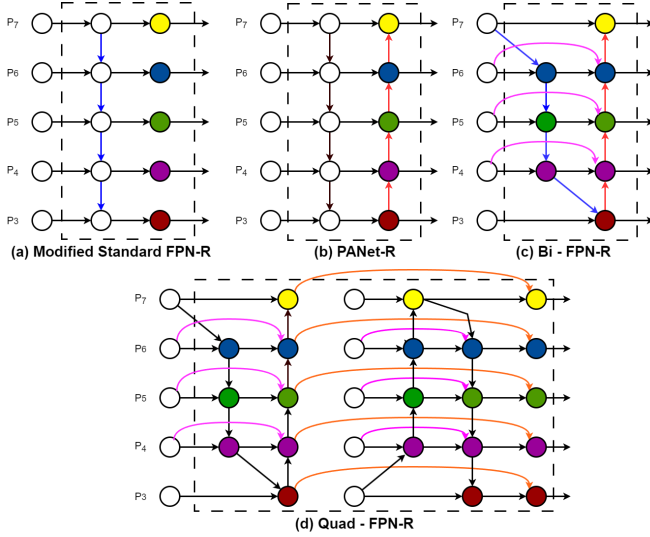 P7 P7 P7
P6 P6 P6
P5 P5 P5
P4 P4 P4
P3 P3 P3
(a) Modified Standard FPN-R (b) PANet-R (c) Bi - FPN-R
P7
P6
P5
P4
P3
(d) Quad - FPN-R